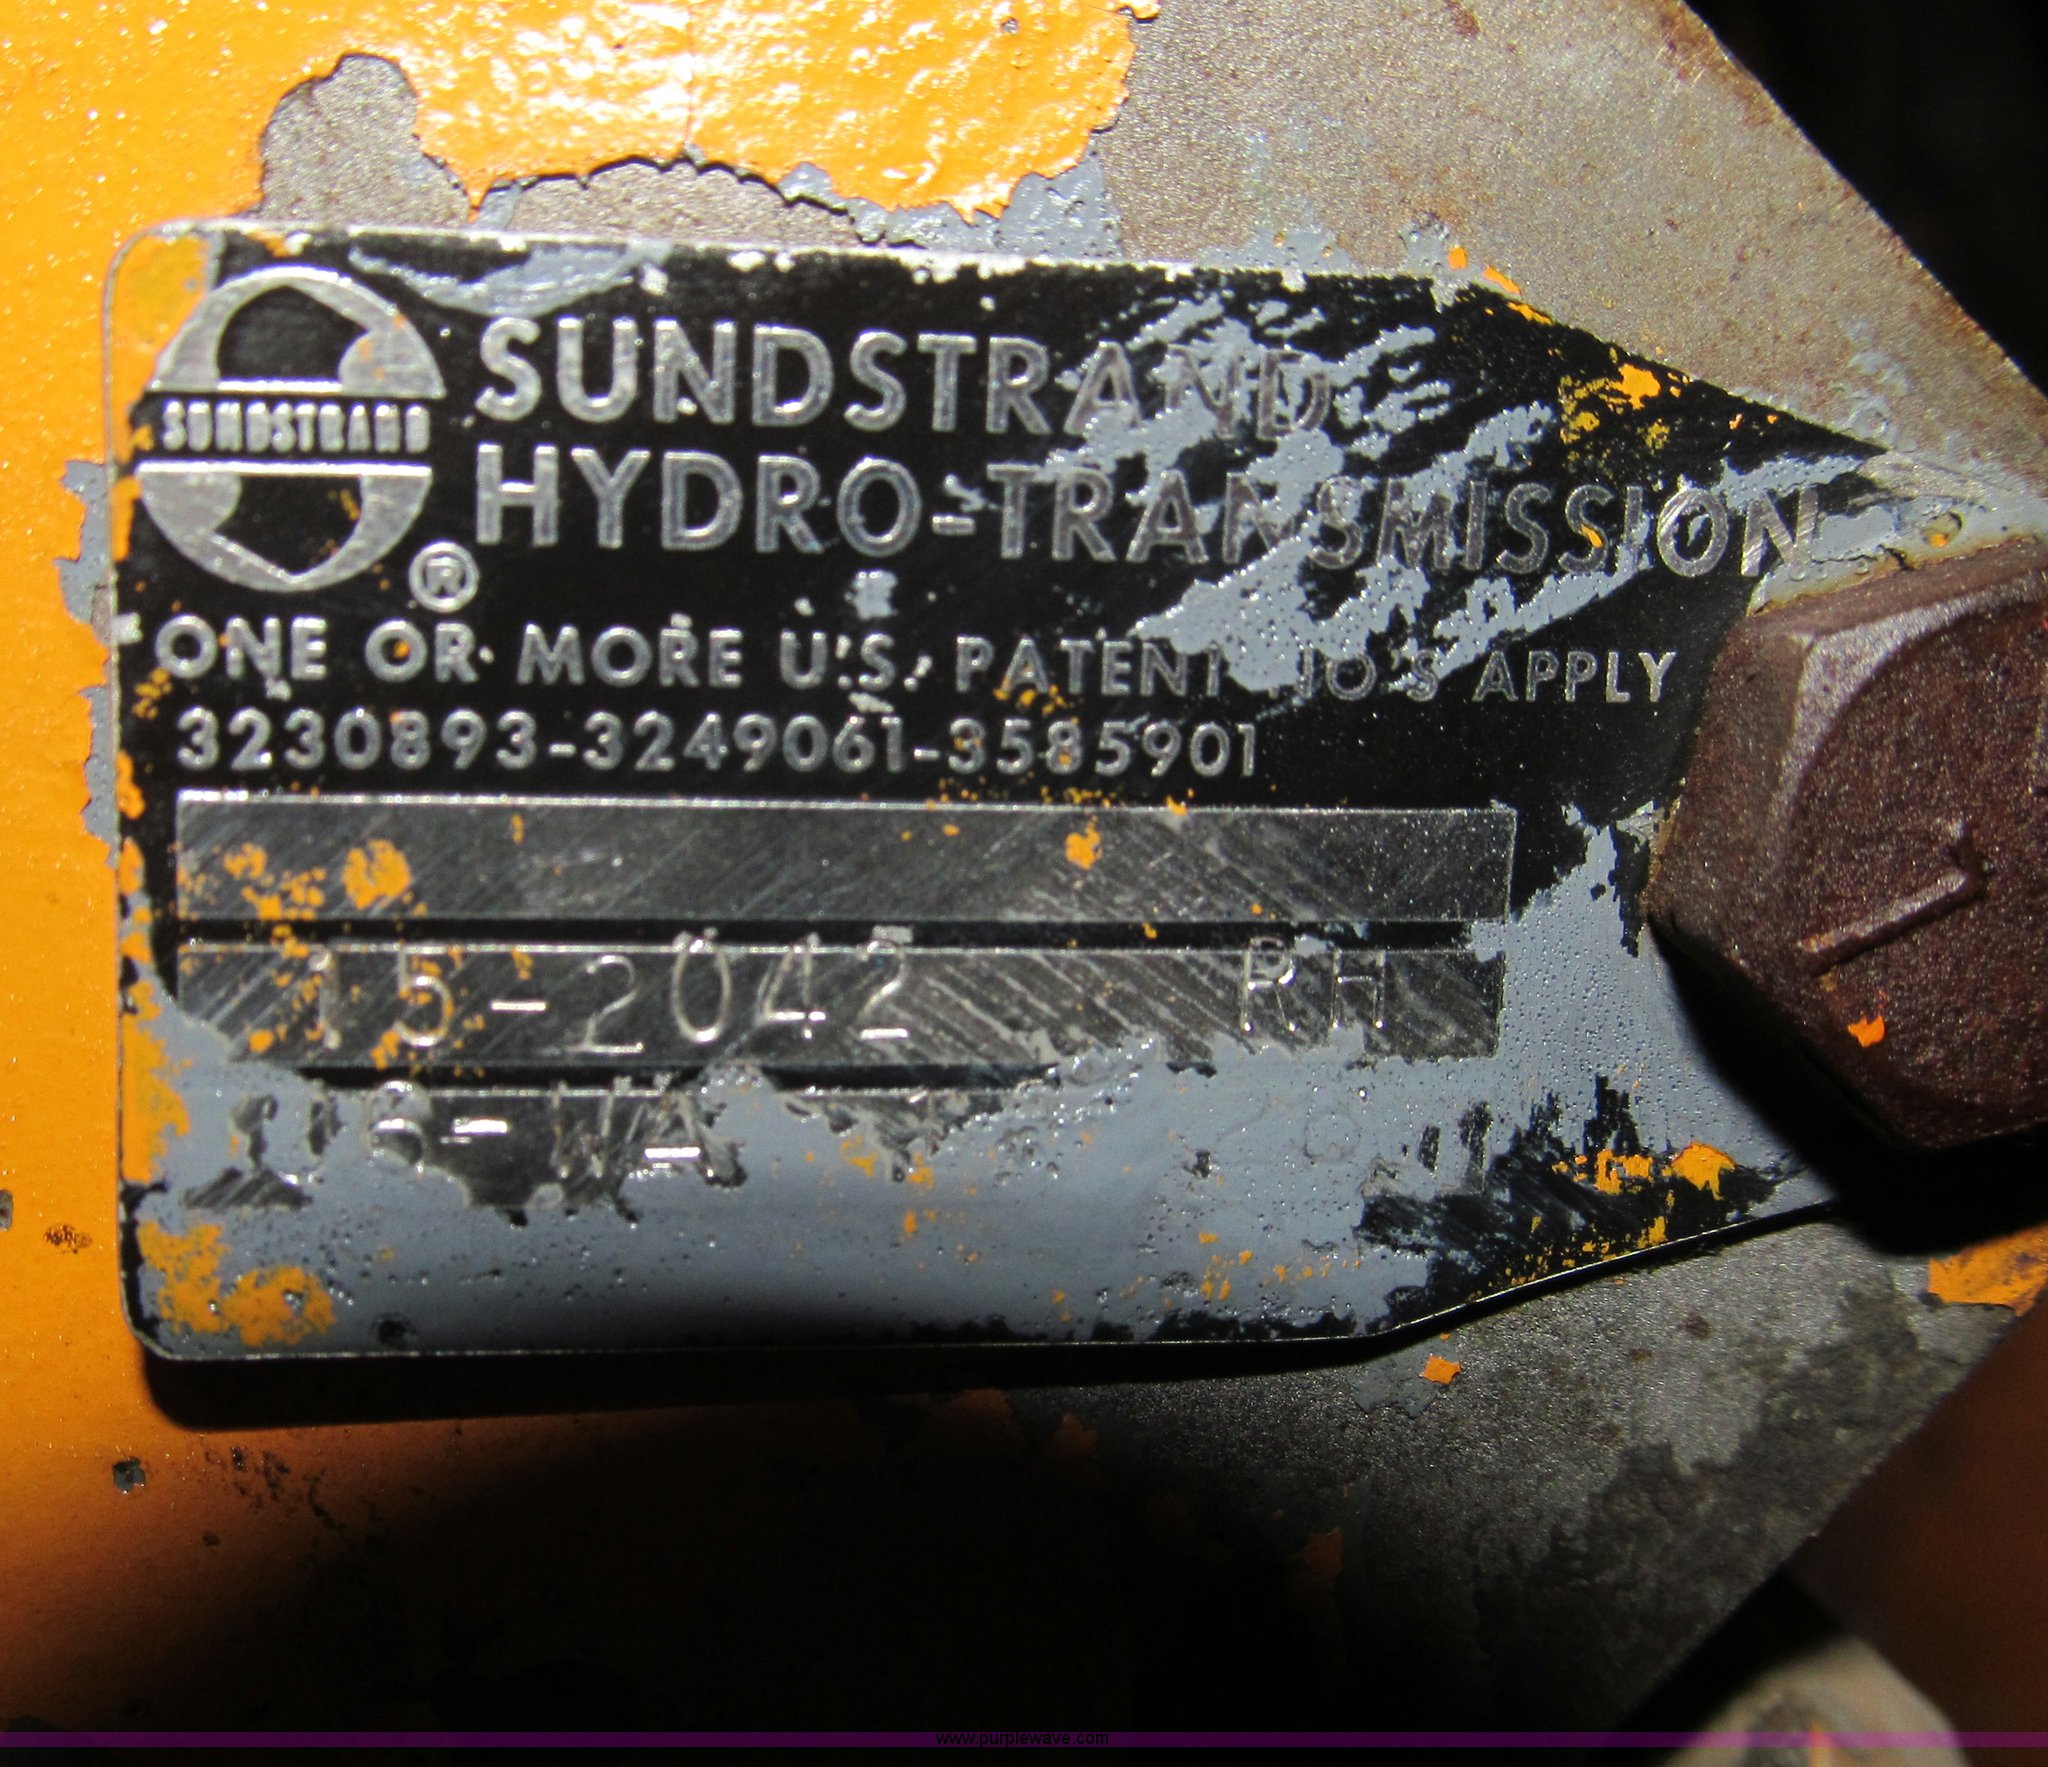 SUNDSTRAND
SUNDSTRAND
HYDRO-TRANSMISSION
®
ONE OR MORE U.S. PATENT NO'S APPLY
3230893-3249061-3585901
15-2042 RH
www.purplewave.com